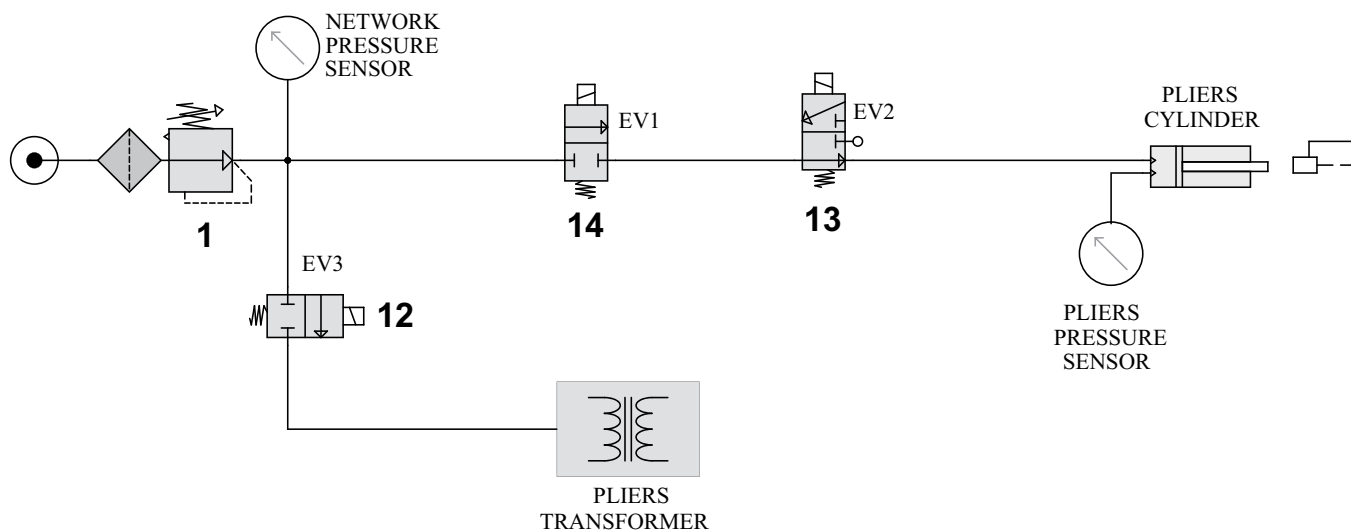 NETWORK
PRESSURE
SENSOR
EV1
EV2
PLIERS
CYLINDER
1
14
13
EV3
12
PLIERS
PRESSURE
SENSOR
PLIERS
TRANSFORMER